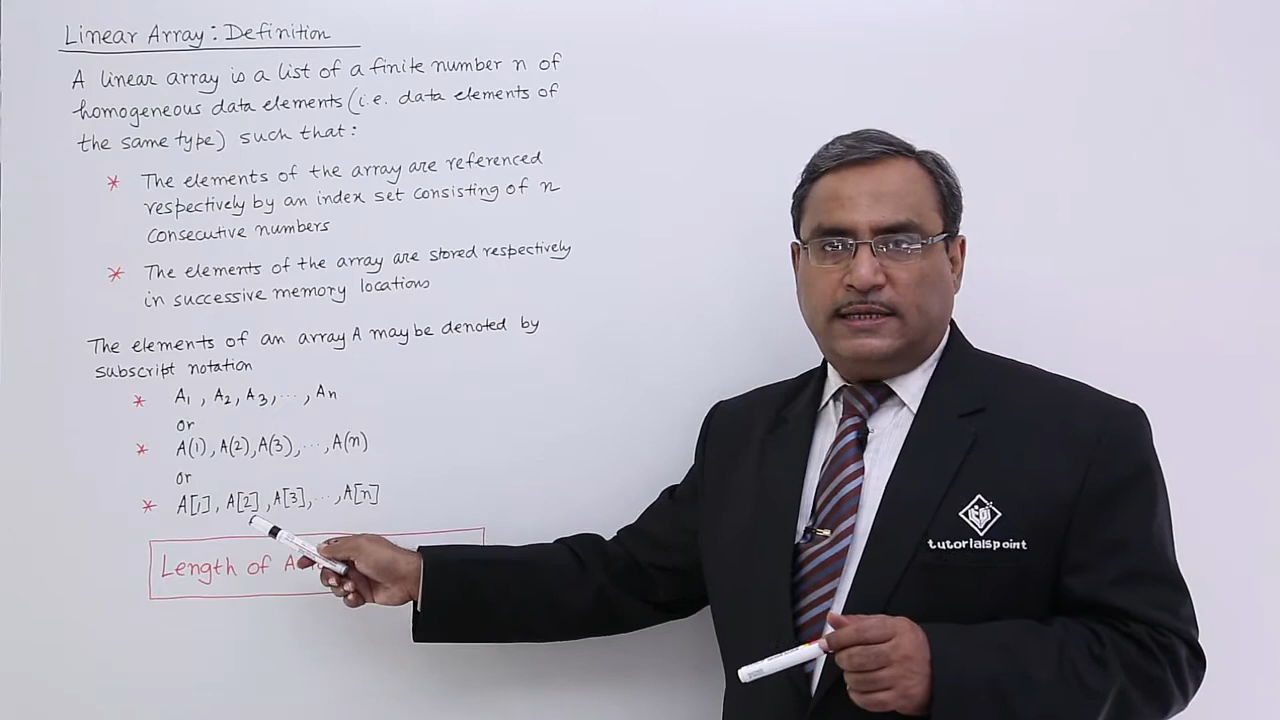 Linear Array: Definition
A linear array is a list of a finite number n of
homogeneous data elements (i.e. data elements of
the same type) such that:
* The elements of the array are referenced
respectively by an index set consisting of n
consecutive numbers
* The elements of the array are stored respectively
in successive memory locations
The elements of an array A may be denoted by
subscript notation
* A1, A2, A3, ..., An
or
* A(1), A(2), A(3), ..., A(n)
or
* A[1], A[2], A[3], ..., A[n]
Length of
tutorialspoint